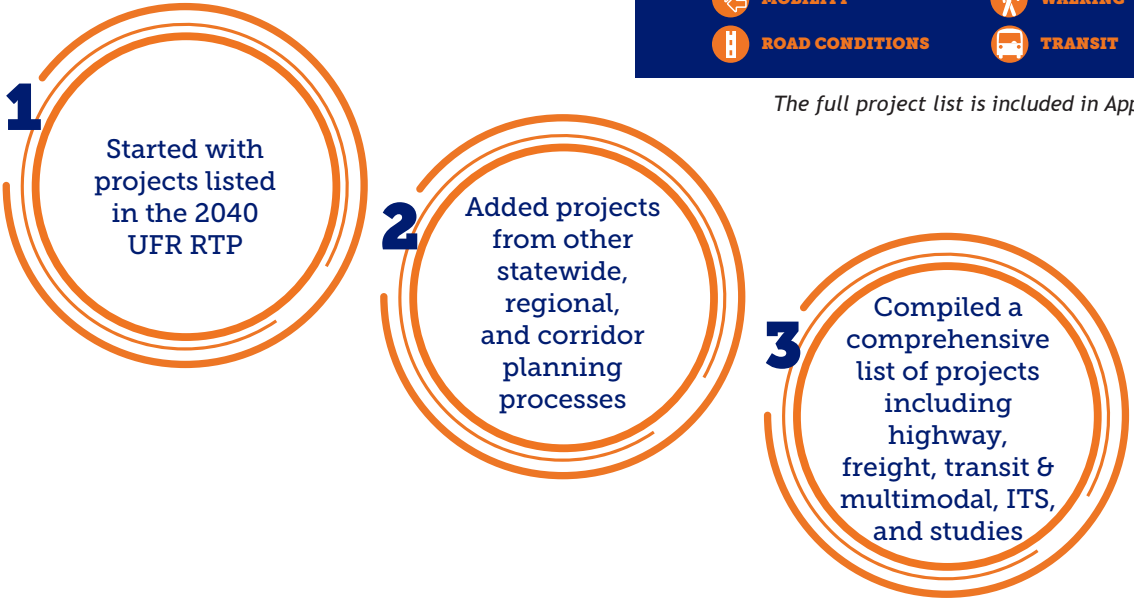 MOBILITY
WALKING
ROAD CONDITIONS
TRANSIT
The full project list is included in App
1
Started with
projects listed
in the 2040
UFR RTP
2
Added projects
from other
statewide,
regional,
and corridor
planning
processes
3
Compiled a
comprehensive
list of projects
including
highway,
freight, transit &
multimodal, ITS,
and studies